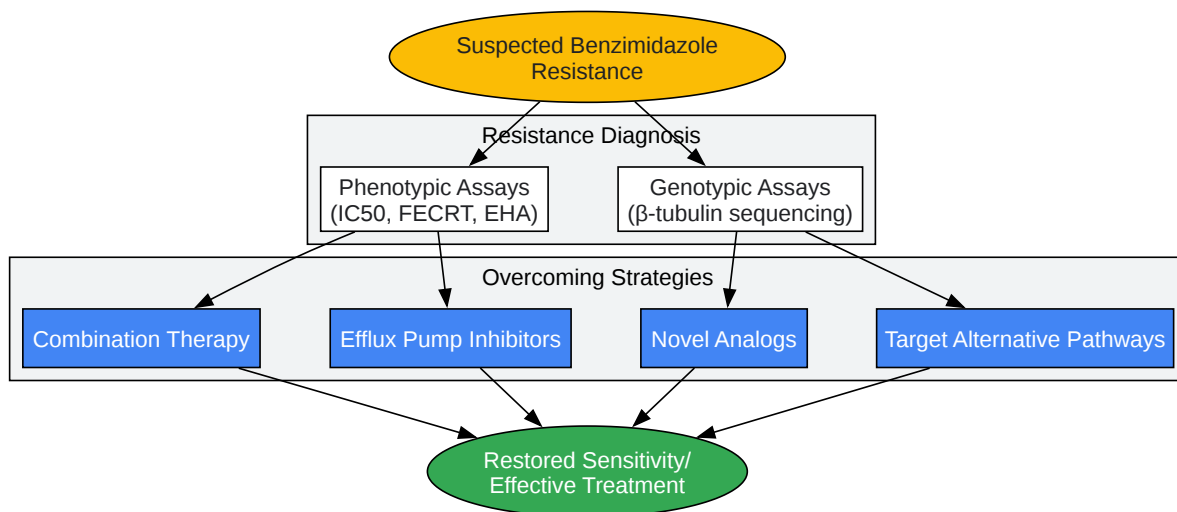 Suspected Benzimidazole
Resistance
Resistance Diagnosis
Phenotypic Assays
(IC50, FECRT, EHA)
Genotypic Assays
(β-tubulin sequencing)
Overcoming Strategies
Combination Therapy
Efflux Pump Inhibitors
Novel Analogs
Target Alternative Pathways
Restored Sensitivity/
Effective Treatment